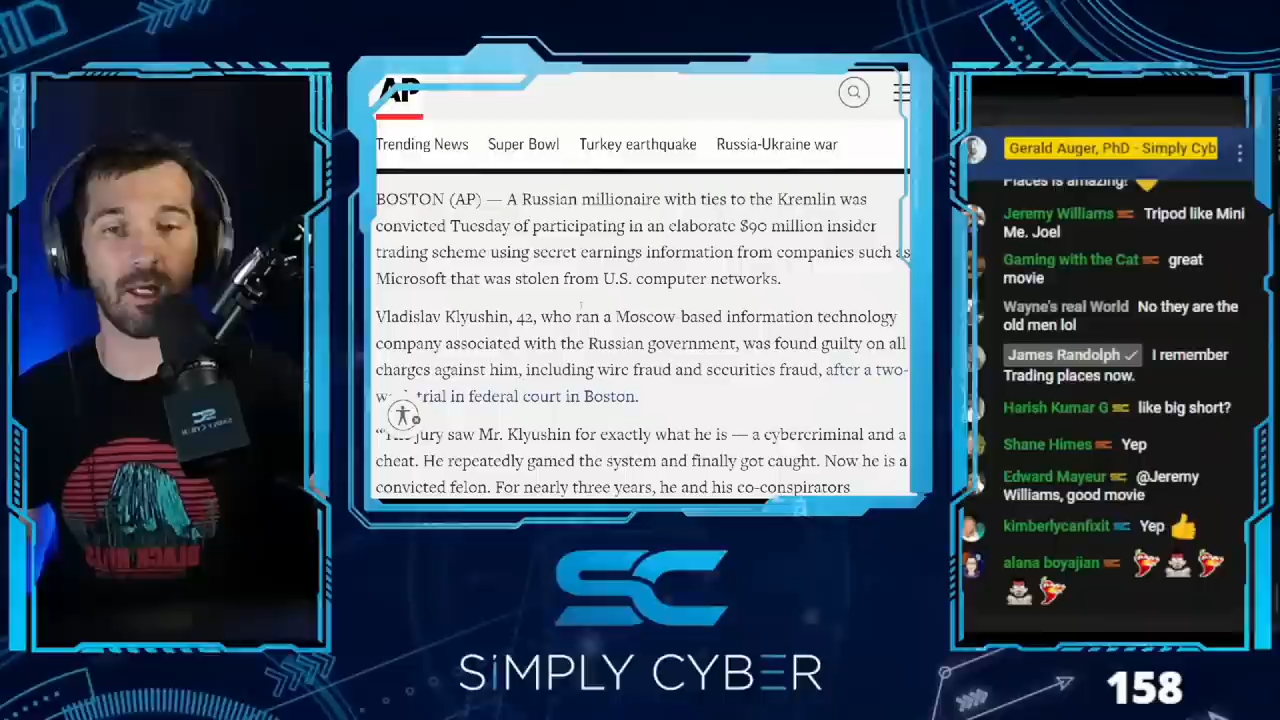 AP
Trending News Super Bowl Turkey earthquake Russia-Ukraine war
BOSTON (AP) — A Russian millionaire with ties to the Kremlin was
convicted Tuesday of participating in an elaborate $90 million insider
trading scheme using secret earnings information from companies such as
Microsoft that was stolen from U.S. computer networks.
Vladislav Klyushin, 42, who ran a Moscow-based information technology
company associated with the Russian government, was found guilty on all
charges against him, including wire fraud and securities fraud, after a two-
trial in federal court in Boston.
jury saw Mr. Klyushin for exactly what he is — a cybercriminal and a
cheat. He repeatedly gamed the system and finally got caught. Now he is a
convicted felon. For nearly three years, he and his co-conspirators
SC
SiMPLY CYBER
Gerald Auger, PhD - Simply Cyb
Places is amazing!
Jeremy Williams Tripod like Mini
Me. Joel
Gaming with the Cat great
movie
Wayne's real World No they are the
old men lol
James Randolph I remember
Trading places now.
Harish Kumar G like big short?
Shane Himes Yep
Edward Mayeur @Jeremy
Williams, good movie
kimberlycanfixit Yep 👍
alana boyajian
158